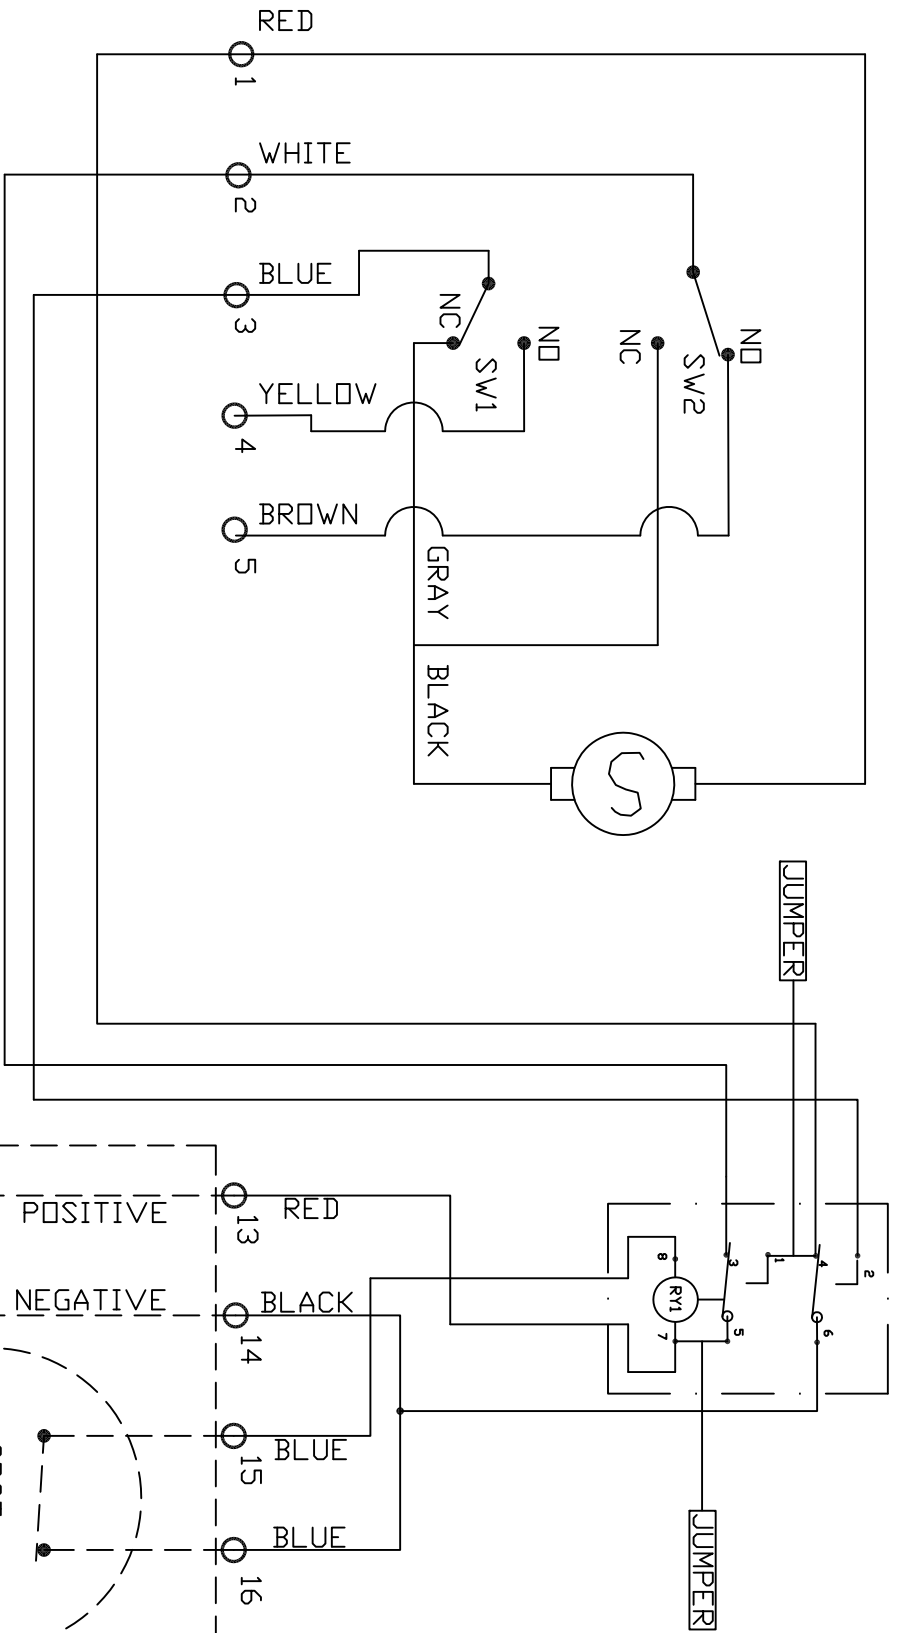 RED
1
WHITE
2
BLUE
3
NC
NO
SW1
NC
NO
SW2
YELLOW
4
BROWN
5
GRAY
BLACK
S
JUMPER
POSITIVE
13
RED
NEGATIVE
14
BLACK
8
3
1
4
2
RY1
7
5
6
15
BLUE
16
BLUE
JUMPER